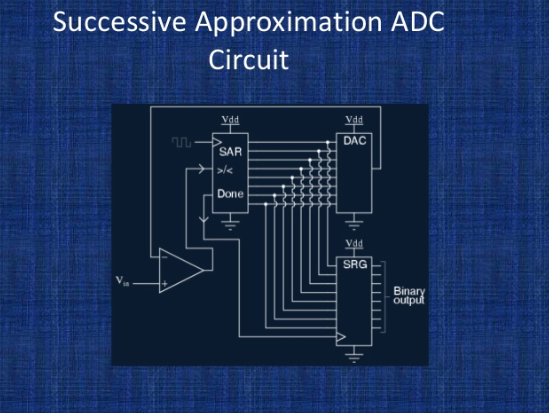 Successive Approximation ADC
Circuit
Vdd
Vdd
SAR
DAC
>/<
Done
Vdd
SRG
Vin
Binary
output